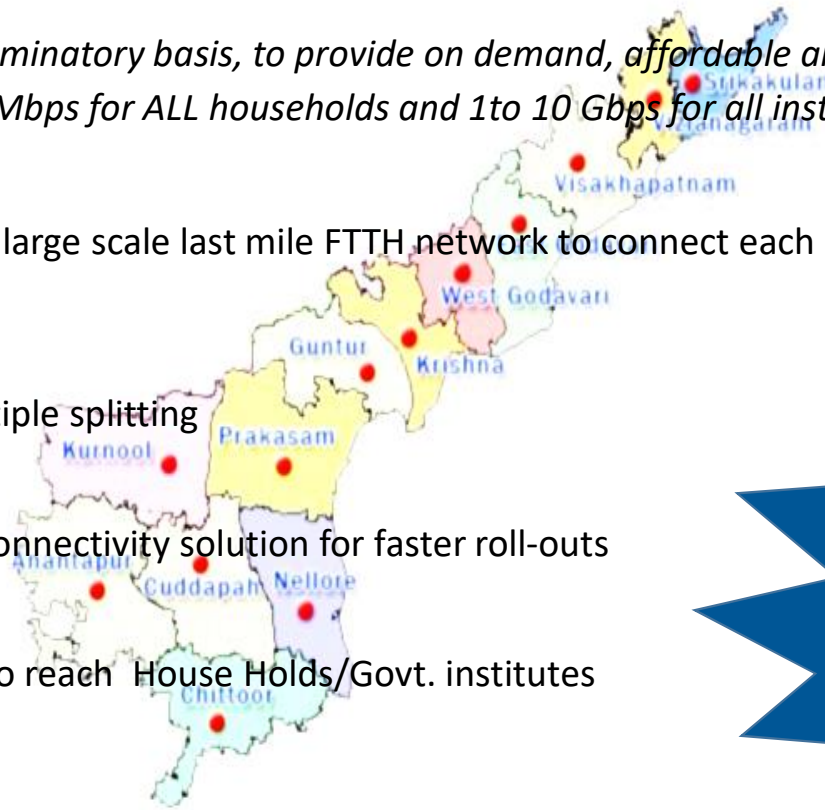 minatory basis, to provide on demand, affordable a
Mbps for ALL households and 1to 10 Gbps for all inst
Srikakulam
Vizianagaram
Visakhapatnam
large scale last mile FTTH network to connect each
West Godavari
Guntur
Krishna
iple splitting
Prakasam
Kurnool
onnectivity solution for faster roll-outs
Anantapur
Cuddapah
Nellore
o reach House Holds/Govt. institutes
Chittoor